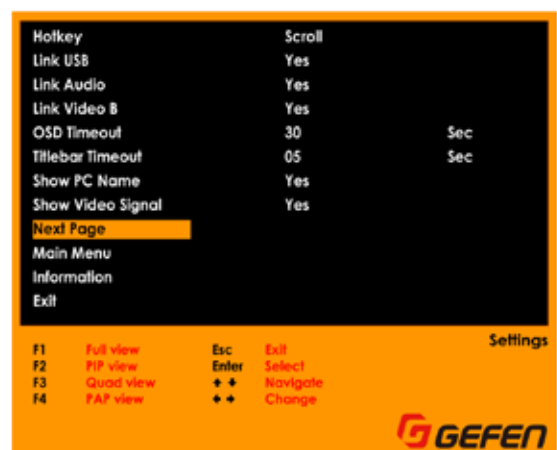 Hotkey Scroll
Link USB Yes
Link Audio Yes
Link Video B Yes
OSD Timeout 30 Sec
Titlebar Timeout 05 Sec
Show PC Name Yes
Show Video Signal Yes
Next Page
Main Menu
Information
Exit
Settings
F1 Full view Esc Exit
F2 PIP view Enter Select
F3 Quad view Navigate
F4 PAP view Change
GEFEN